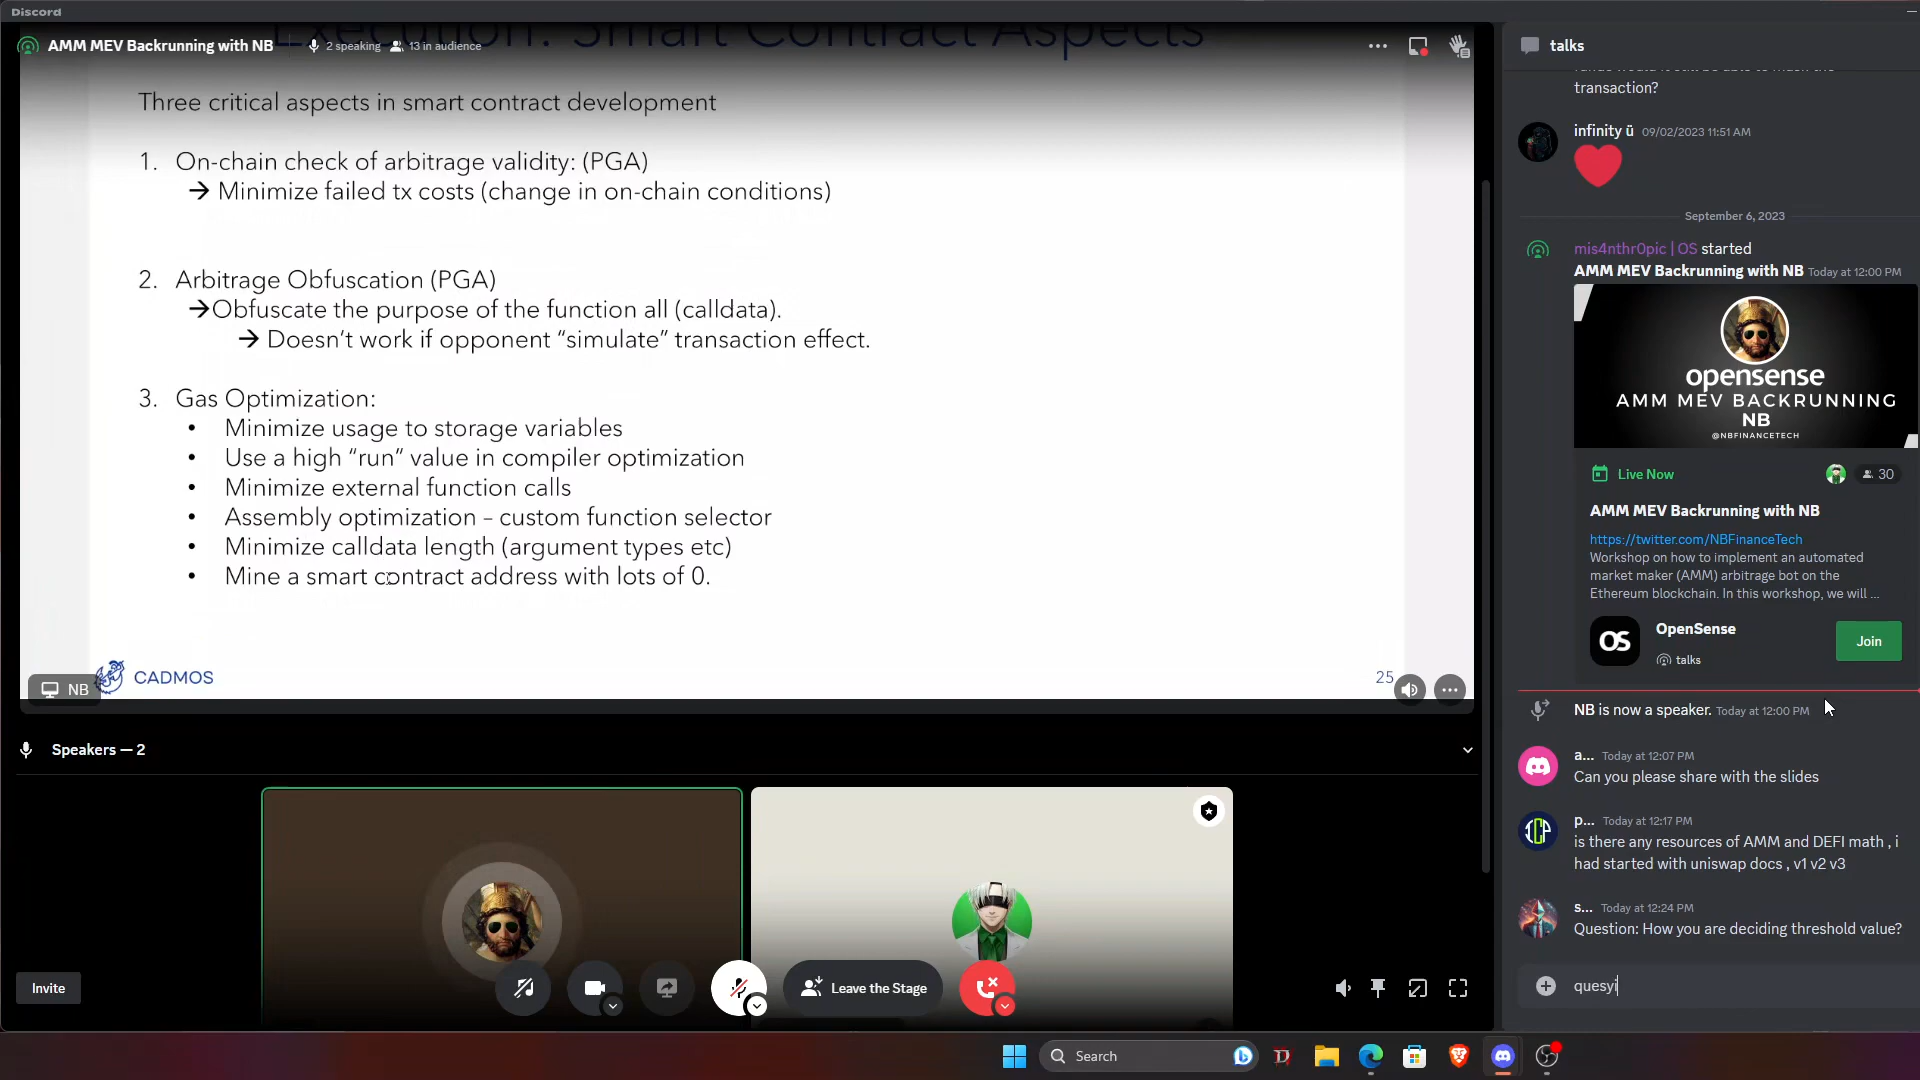 Discord
AMM MEV Backrunning with NB
2 speaking
13 in audience
Execution: Smart Contract Aspects
Three critical aspects in smart contract development
1. On-chain check of arbitrage validity: (PGA)
→ Minimize failed tx costs (change in on-chain conditions)
2. Arbitrage Obfuscation (PGA)
→Obfuscate the purpose of the function all (calldata).
→ Doesn't work if opponent “simulate” transaction effect.
3. Gas Optimization:
• Minimize usage to storage variables
• Use a high “run” value in compiler optimization
• Minimize external function calls
• Assembly optimization – custom function selector
• Minimize calldata length (argument types etc)
• Mine a smart contract address with lots of 0.
CADMOS
25
NB
Speakers — 2
Invite
Leave the Stage
talks
transaction?
infinity ü 09/02/2023 11:51 AM
September 6, 2023
mis4nthr0pic | OS started
AMM MEV Backrunning with NB Today at 12:00 PM
opensense
AMM MEV BACKRUNNING
NB
@NBFINANCETECH
Live Now
30
AMM MEV Backrunning with NB
https://twitter.com/NBFinanceTech
Workshop on how to implement an automated
market maker (AMM) arbitrage bot on the
Ethereum blockchain. In this workshop, we will ...
OS
OpenSense
talks
Join
NB is now a speaker. Today at 12:00 PM
a... Today at 12:07 PM
Can you please share with the slides
p... Today at 12:17 PM
is there any resources of AMM and DEFI math , i
had started with uniswap docs , v1 v2 v3
s... Today at 12:24 PM
Question: How you are deciding threshold value?
quesyi
Search